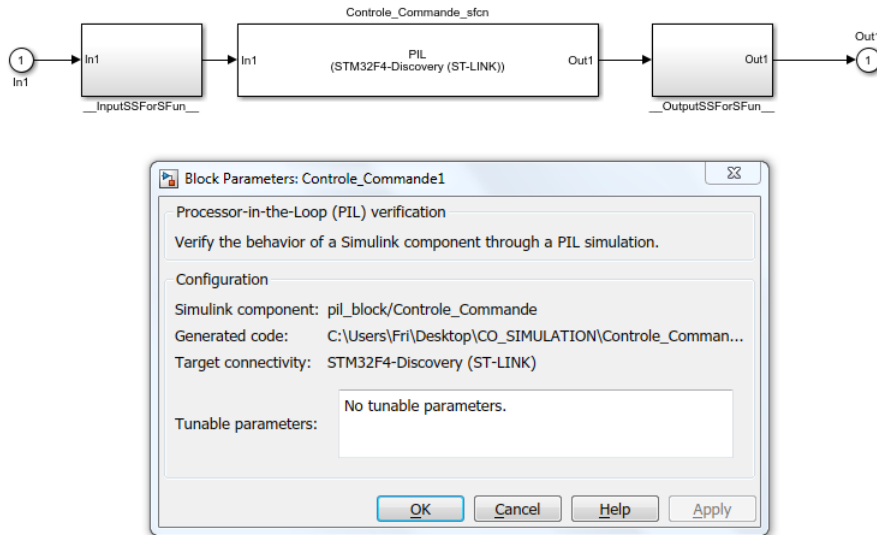 Controle_Commande_sfcn
1
In1
In1
__InputSSForSFun__
In1
PIL
(STM32F4-Discovery (ST-LINK))
Out1
Out1
__OutputSSForSFun__
Out1
1
Block Parameters: Controle_Commande1
Processor-in-the-Loop (PIL) verification
Verify the behavior of a Simulink component through a PIL simulation.
Configuration
Simulink component: pil_block/Controle_Commande
Generated code: C:\Users\Fri\Desktop\CO_SIMULATION\Controle_Comman...
Target connectivity: STM32F4-Discovery (ST-LINK)
Tunable parameters:
No tunable parameters.
OK Cancel Help Apply